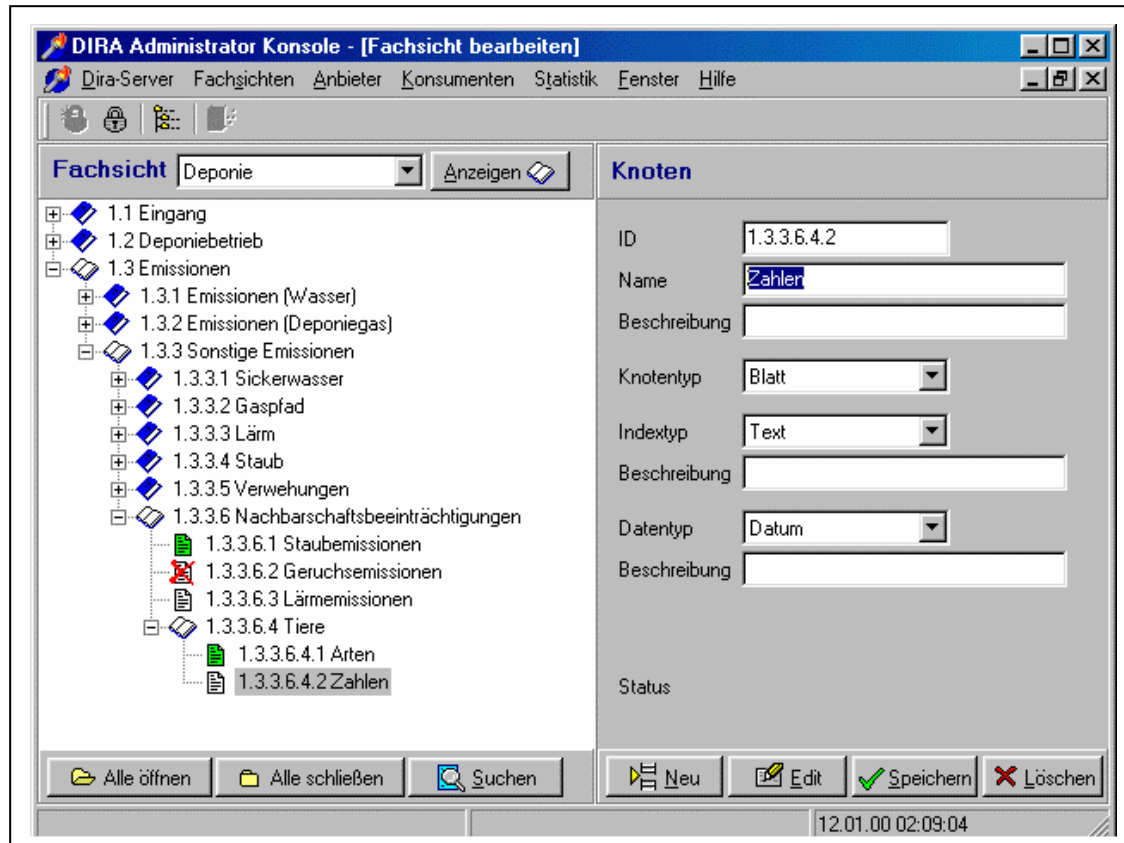 DIRA Administrator Konsole - [Fachsicht bearbeiten]
Dira-Server Fachsichten Anbieter Konsumenten Statistik Fenster Hilfe
Fachsicht Deponie Anzeigen
1.1 Eingang
1.2 Deponiebetrieb
1.3 Emissionen
1.3.1 Emissionen (Wasser)
1.3.2 Emissionen (Deponiegas)
1.3.3 Sonstige Emissionen
1.3.3.1 Sickerwasser
1.3.3.2 Gaspfad
1.3.3.3 Lärm
1.3.3.4 Staub
1.3.3.5 Verwehungen
1.3.3.6 Nachbarschaftsbeeinträchtigungen
1.3.3.6.1 Staubemissionen
1.3.3.6.2 Geruchsemissionen
1.3.3.6.3 Lärmemissionen
1.3.3.6.4 Tiere
1.3.3.6.4.1 Arten
1.3.3.6.4.2 Zahlen
Alle öffnen Alle schließen Suchen
Knoten
ID 1.3.3.6.4.2
Name Zahlen
Beschreibung
Knotentyp Blatt
Indextyp Text
Beschreibung
Datentyp Datum
Beschreibung
Status
Neu Edit Speichern Löschen
12.01.00 02:09:04